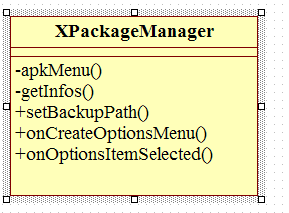 XPackageManager
-apkMenu()
-getInfos()
+setBackupPath()
+onCreateOptionsMenu()
+onOptionsItemSelected()